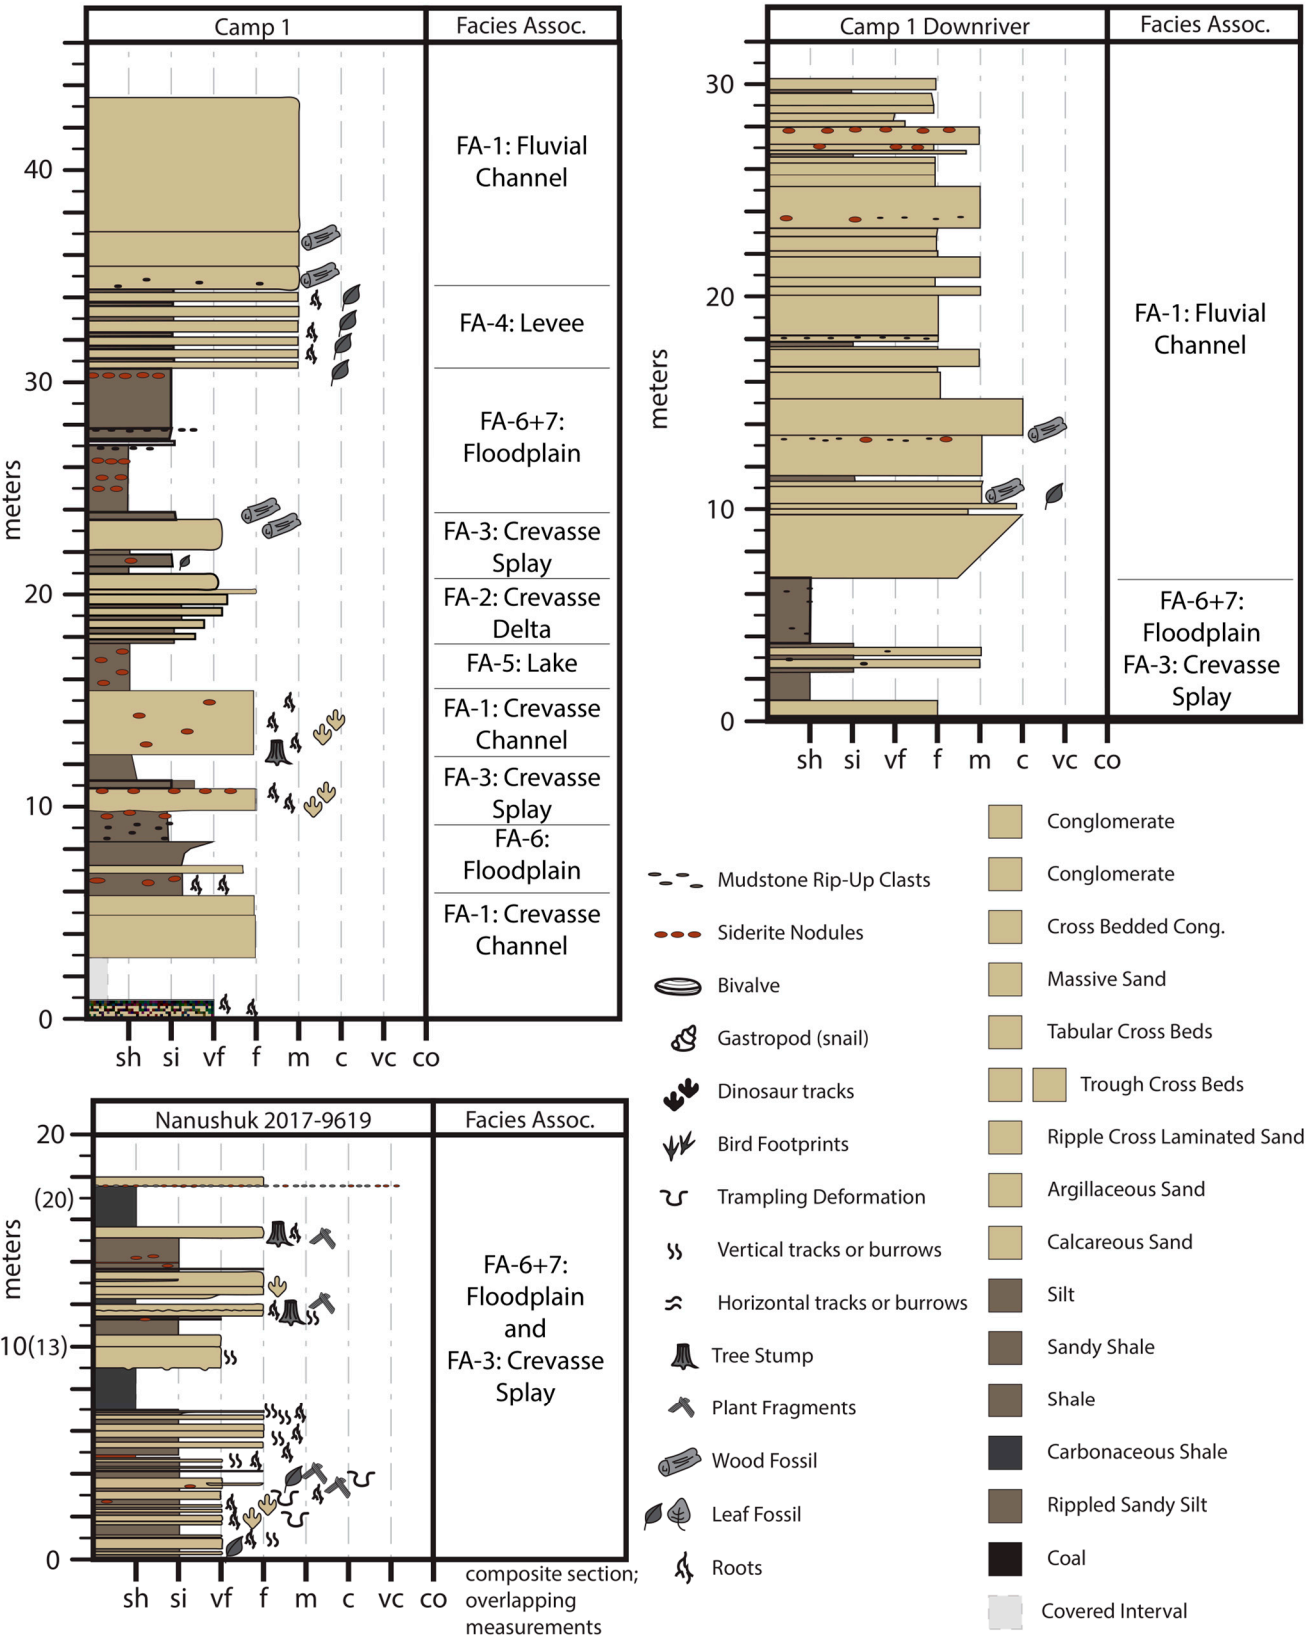 Camp 1
Facies Assoc.
meters
40
30
20
10
0
FA-1: Fluvial
Channel
FA-4: Levee
FA-6+7:
Floodplain
FA-3: Crevasse
Splay
FA-2: Crevasse
Delta
FA-5: Lake
FA-1: Crevasse
Channel
FA-3: Crevasse
Splay
FA-6:
Floodplain
FA-1: Crevasse
Channel
sh si vf f m c vc co
Camp 1 Downriver
Facies Assoc.
meters
30
20
10
0
FA-1: Fluvial
Channel
FA-6+7:
Floodplain
FA-3: Crevasse
Splay
sh si vf f m c vc co
Nanushuk 2017-9619
Facies Assoc.
meters
20
(20)
10(13)
0
FA-6+7:
Floodplain
and
FA-3: Crevasse
Splay
sh si vf f m c vc co
composite section;
overlapping
measurements
Mudstone Rip-Up Clasts
Siderite Nodules
Bivalve
Gastropod (snail)
Dinosaur tracks
Bird Footprints
Trampling Deformation
Vertical tracks or burrows
Horizontal tracks or burrows
Tree Stump
Plant Fragments
Wood Fossil
Leaf Fossil
Roots
Conglomerate
Conglomerate
Cross Bedded Cong.
Massive Sand
Tabular Cross Beds
Trough Cross Beds
Ripple Cross Laminated Sand
Argillaceous Sand
Calcareous Sand
Silt
Sandy Shale
Shale
Carbonaceous Shale
Rippled Sandy Silt
Coal
Covered Interval